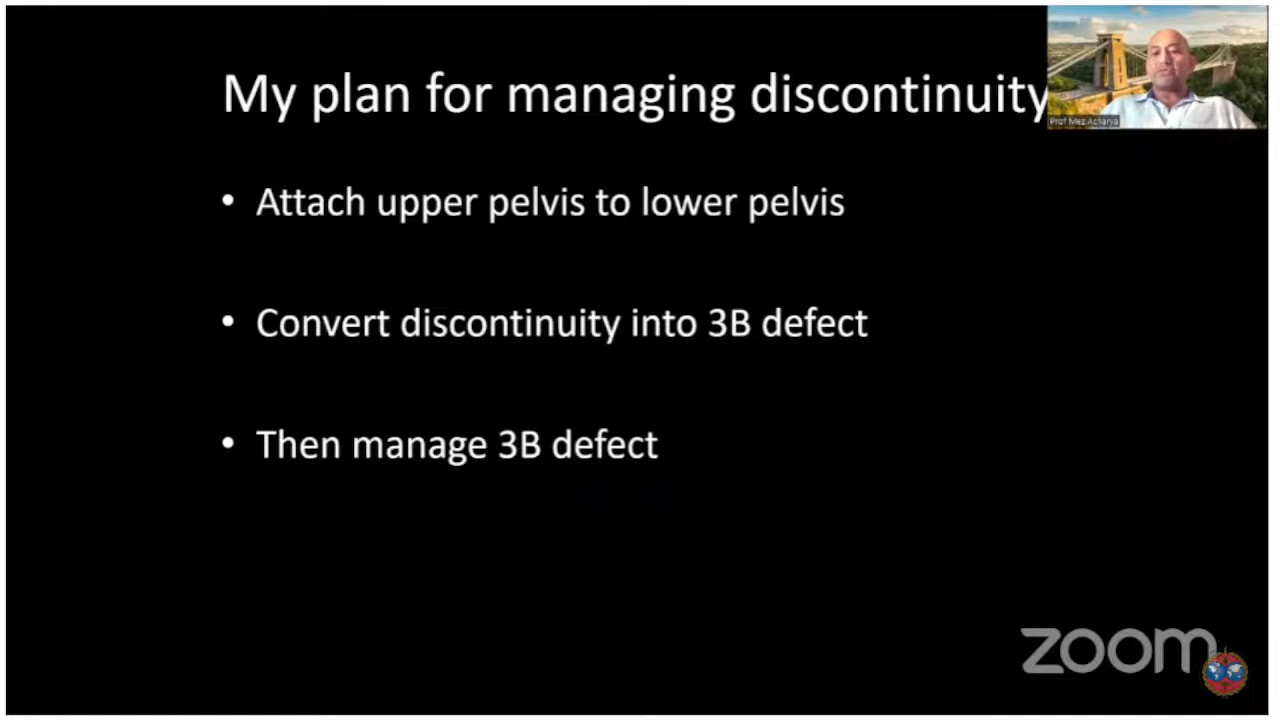 My plan for managing discontinuity
Prof Mez Acharya
• Attach upper pelvis to lower pelvis
• Convert discontinuity into 3B defect
• Then manage 3B defect
zoom